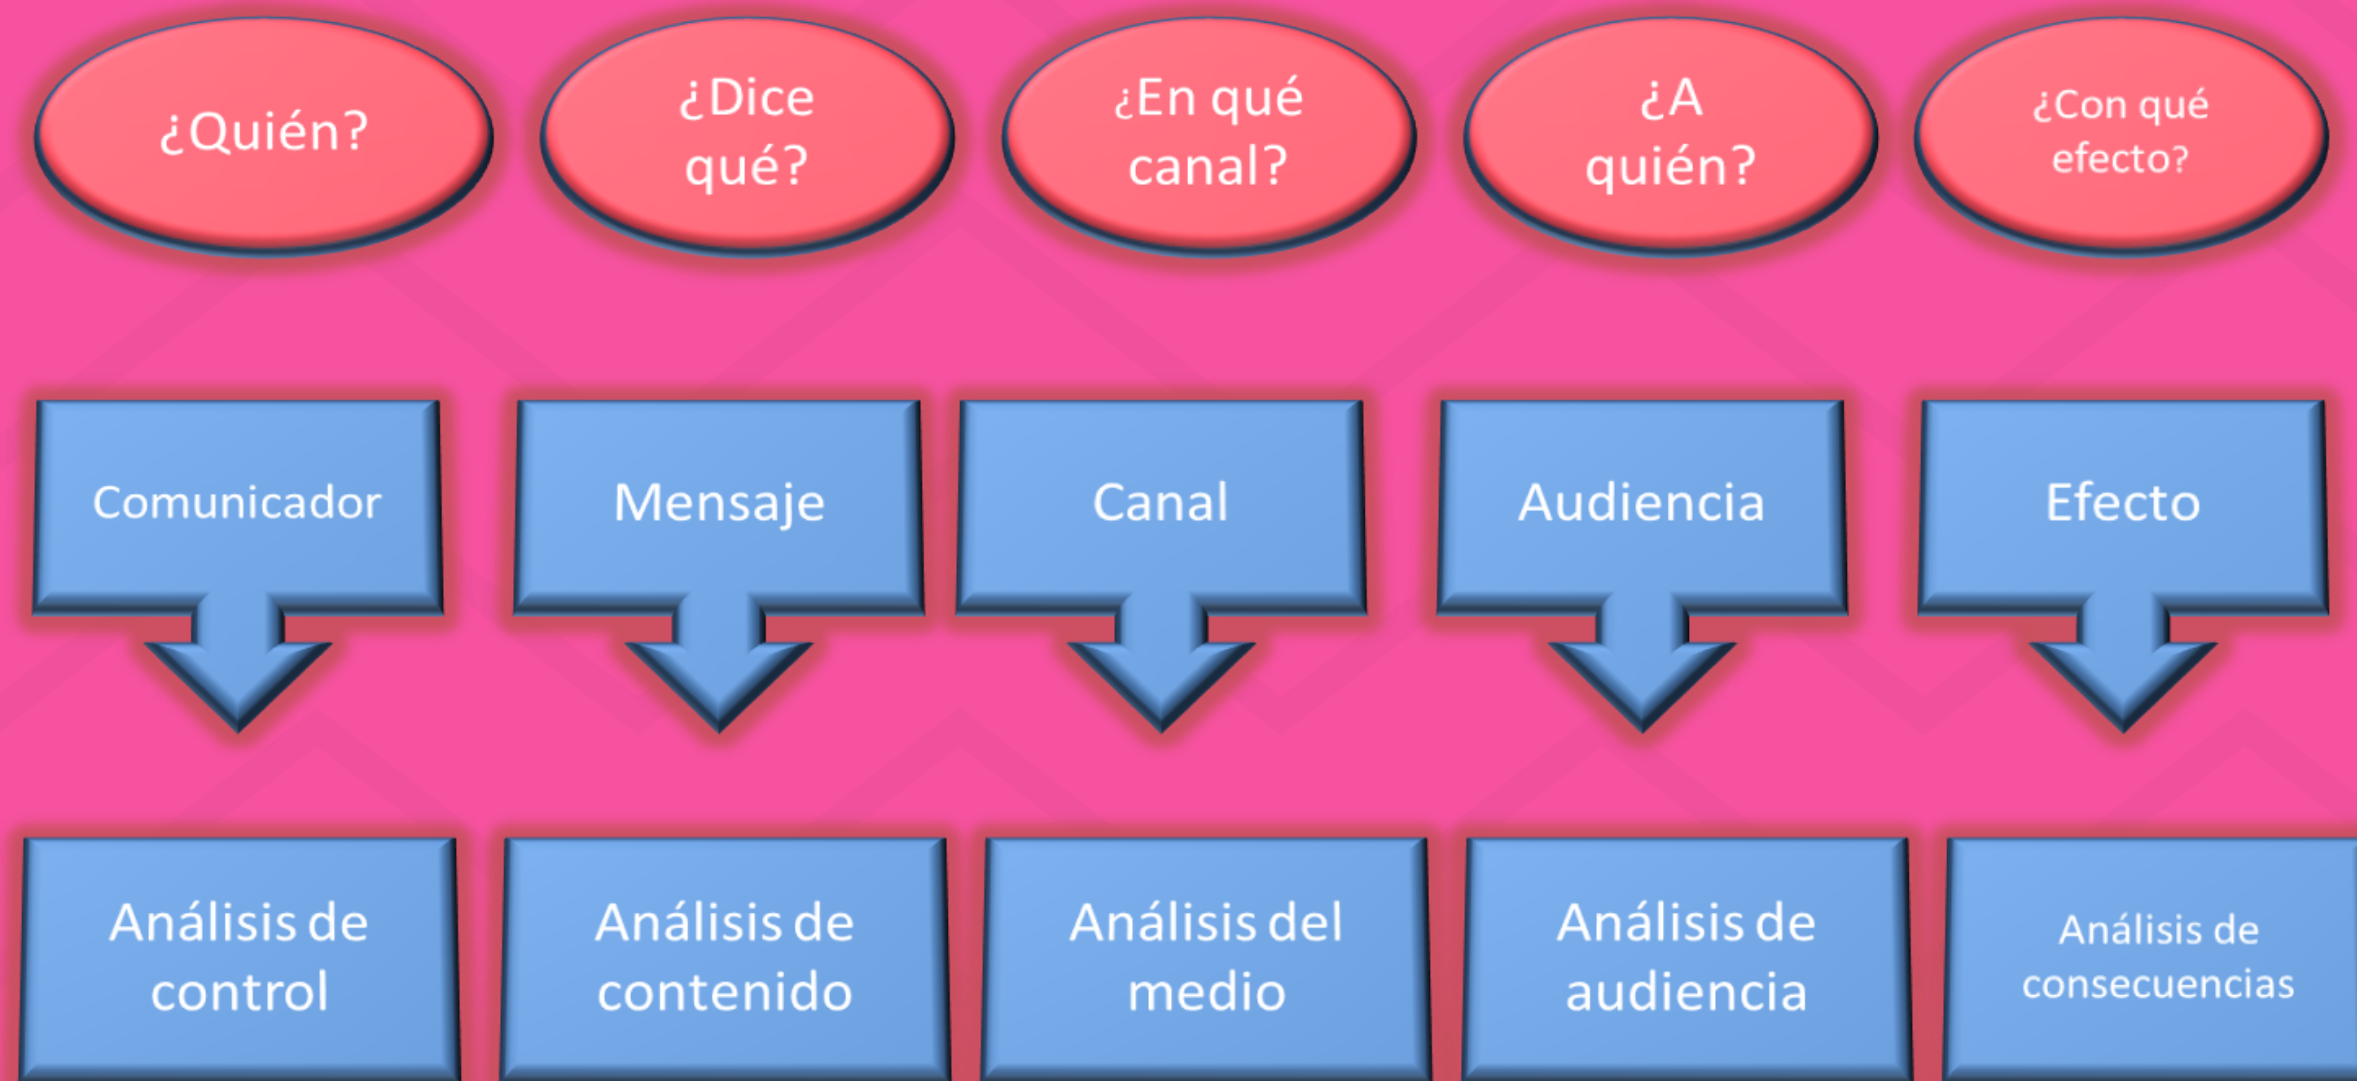 ¿Quién?
¿Dice
qué?
¿En qué
canal?
¿A
quién?
¿Con qué
efecto?
Comunicador
Mensaje
Canal
Audiencia
Efecto
Análisis de
control
Análisis de
contenido
Análisis del
medio
Análisis de
audiencia
Análisis de
consecuencias